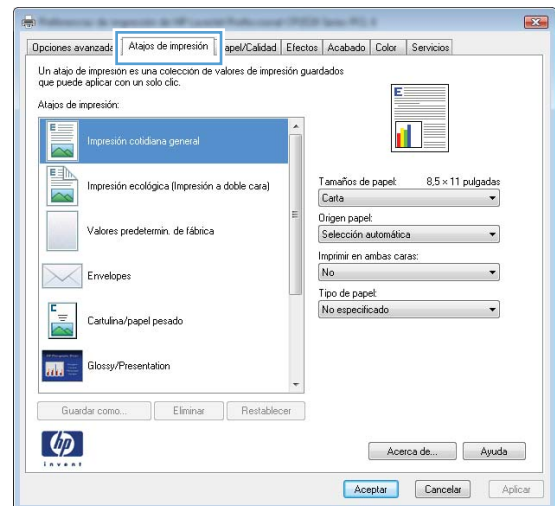 Opciones avanzada
Atajos de impresión
apel/Calidad
Efectos
Acabado
Color
Servicios
Un atajo de impresión es una colección de valores de impresión guardados
que puede aplicar con un solo clic.
Atajos de impresión:
Impresión cotidiana general
Impresión ecológica (Impresión a doble cara)
Valores predetermin. de fábrica
Envelopes
Cartulina/papel pesado
Glossy/Presentation
Guardar como...
Eliminar
Restablecer
E
Tamaños de papel: 8,5 × 11 pulgadas
Carta
Origen papel:
Selección automática
Imprimir en ambas caras:
No
Tipo de papel:
No especificado
hp
invent
Acerca de...
Ayuda
Aceptar
Cancelar
Aplicar